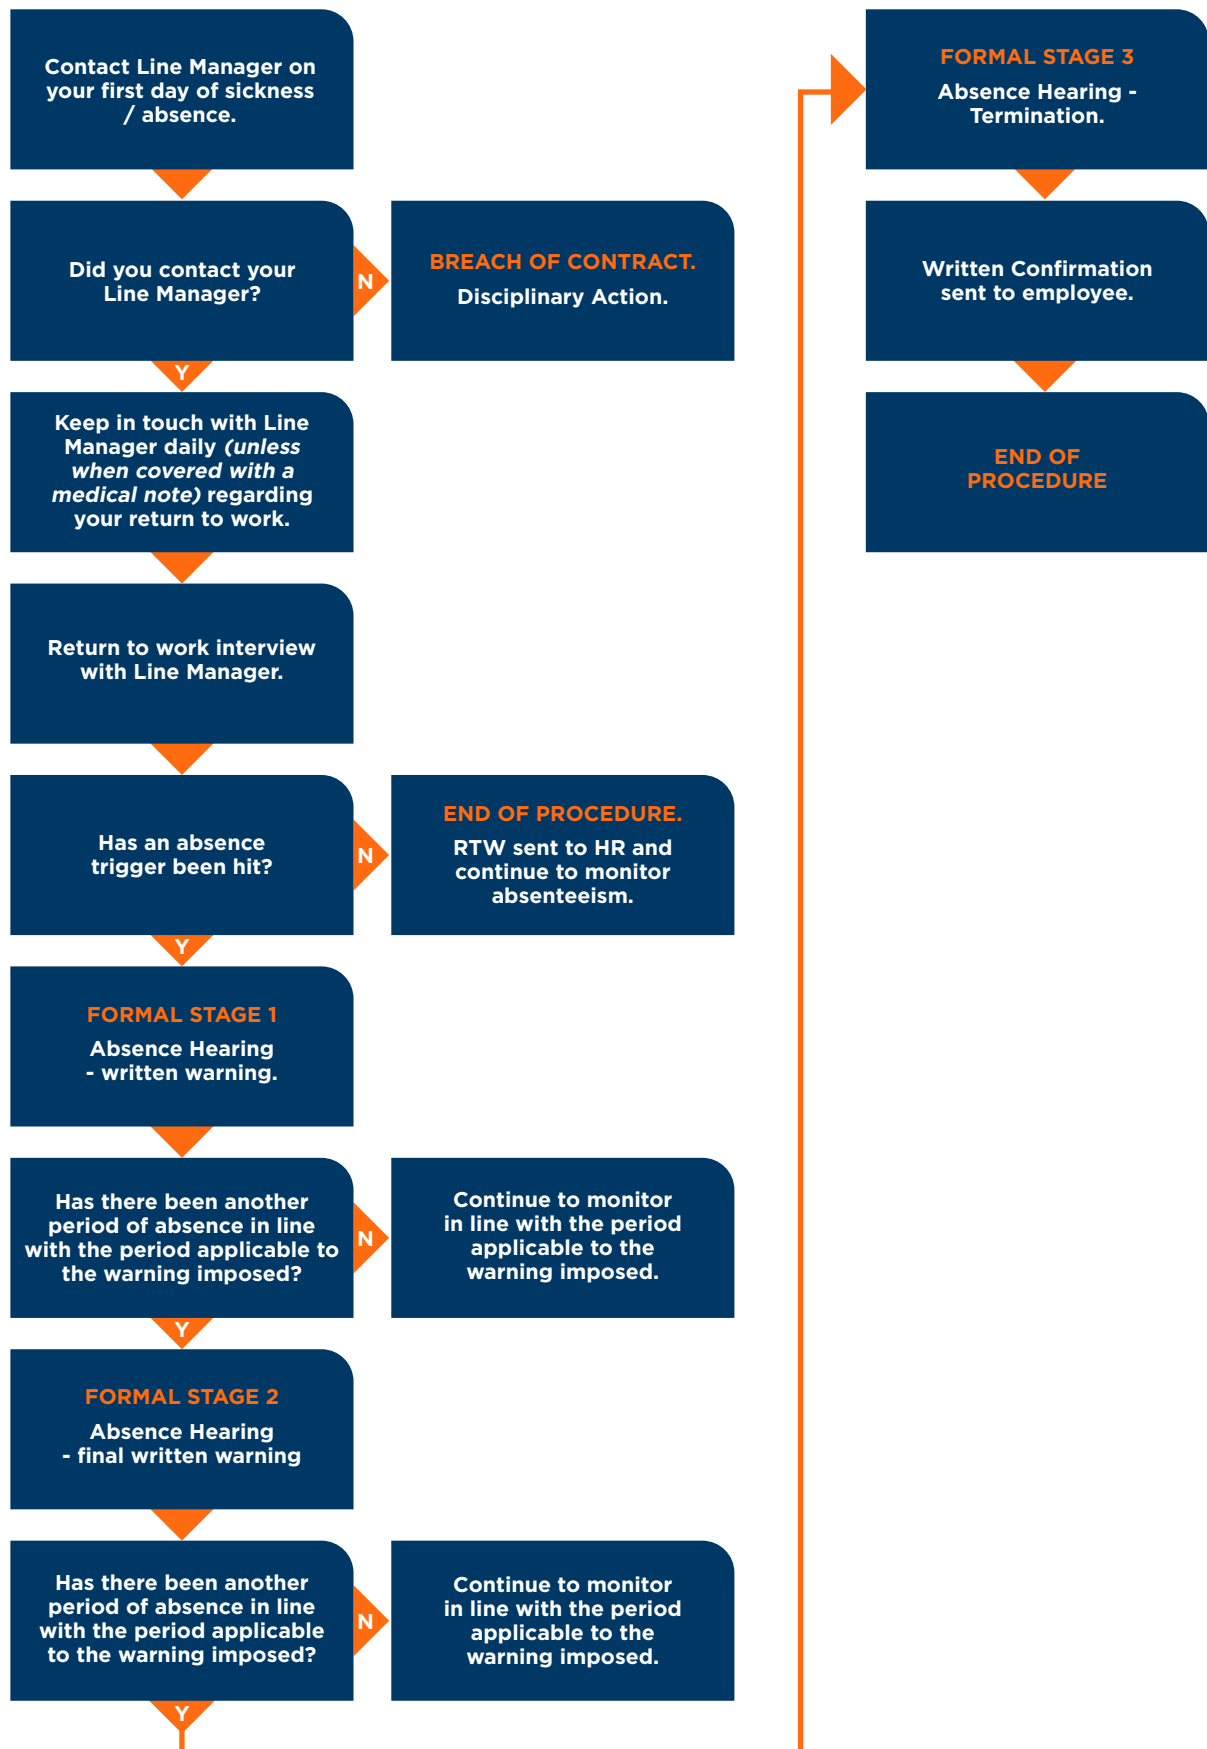 Contact Line Manager on
your first day of sickness
/ absence.
Did you contact your
Line Manager?
N
BREACH OF CONTRACT.
Disciplinary Action.
Y
Keep in touch with Line
Manager daily (unless
when covered with a
medical note) regarding
your return to work.
Return to work interview
with Line Manager.
Has an absence
trigger been hit?
N
END OF PROCEDURE.
RTW sent to HR and
continue to monitor
absenteeism.
Y
FORMAL STAGE 1
Absence Hearing
- written warning.
Has there been another
period of absence in line
with the period applicable to
the warning imposed?
N
Continue to monitor
in line with the period
applicable to the
warning imposed.
Y
FORMAL STAGE 2
Absence Hearing
- final written warning
Has there been another
period of absence in line
with the period applicable
to the warning imposed?
N
Continue to monitor
in line with the period
applicable to the
warning imposed.
Y
FORMAL STAGE 3
Absence Hearing -
Termination.
Written Confirmation
sent to employee.
END OF
PROCEDURE